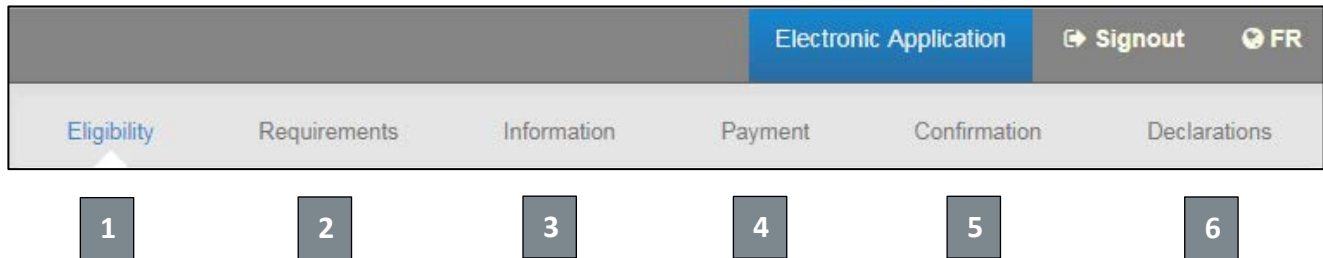 Electronic Application Signout FR
Eligibility Requirements Information Payment Confirmation Declarations
1 2 3 4 5 6